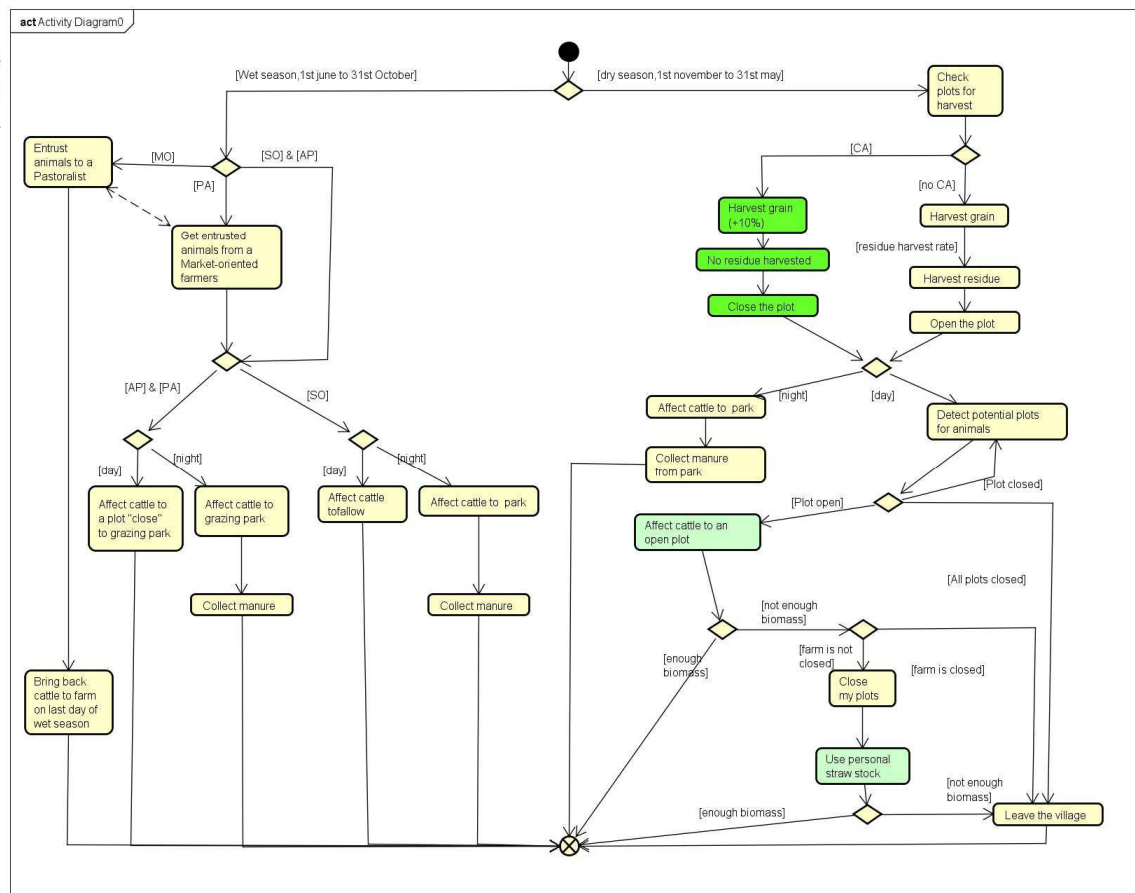 act Activity Diagram0
[Wet season,1st june to 31st October]
[dry season,1st november to 31st may]
Check
plots for
harvest
Entrust
animals to a
Pastoralist
[MO]
[SO] & [AP]
[PA]
[CA]
[no CA]
Get entrusted
animals from a
Market-oriented
farmers
Harvest grain
(+10%)
Harvest grain
[residue harvest rate]
No residue harvested
Harvest residue
Close the plot
Open the plot
[AP] & [PA]
[SO]
[night]
[day]
Affect cattle to park
Detect potential plots
for animals
Collect manure
from park
[day]
[night]
[day]
[night]
Affect cattle to
a plot "close"
to grazing park
Affect cattle to
grazing park
Affect cattle
tofallow
Affect cattle to park
[Plot closed]
[Plot open]
Affect cattle to an
open plot
Collect manure
Collect manure
[All plots closed]
[not enough
biomass]
[enough
biomass]
[farm is not
closed]
[farm is closed]
Bring back
cattle to farm
on last day of
wet season
Close
my plots
Use personal
straw stock
[not enough
biomass]
[enough biomass]
Leave the village